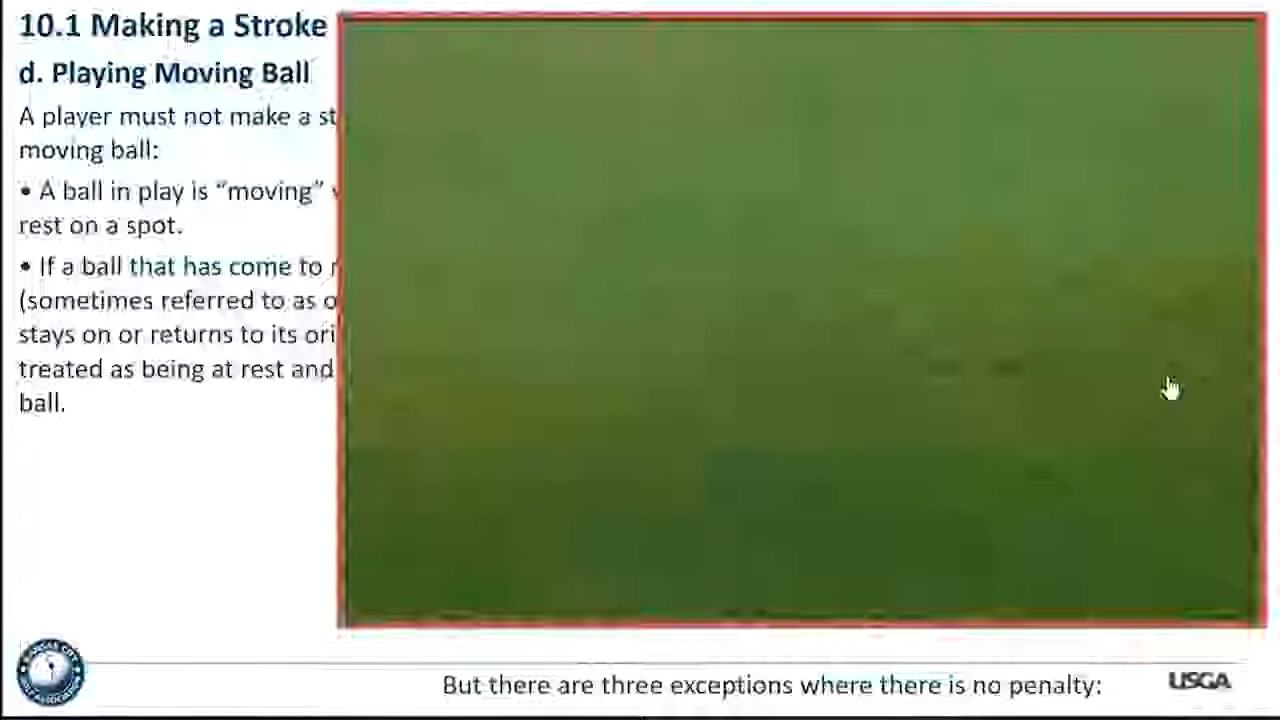 10.1 Making a Stroke
d. Playing Moving Ball
A player must not make a st
moving ball:
• A ball in play is “moving”
rest on a spot.
• If a ball that has come to r
(sometimes referred to as o
stays on or returns to its ori
treated as being at rest and
ball.
But there are three exceptions where there is no penalty:
USGA